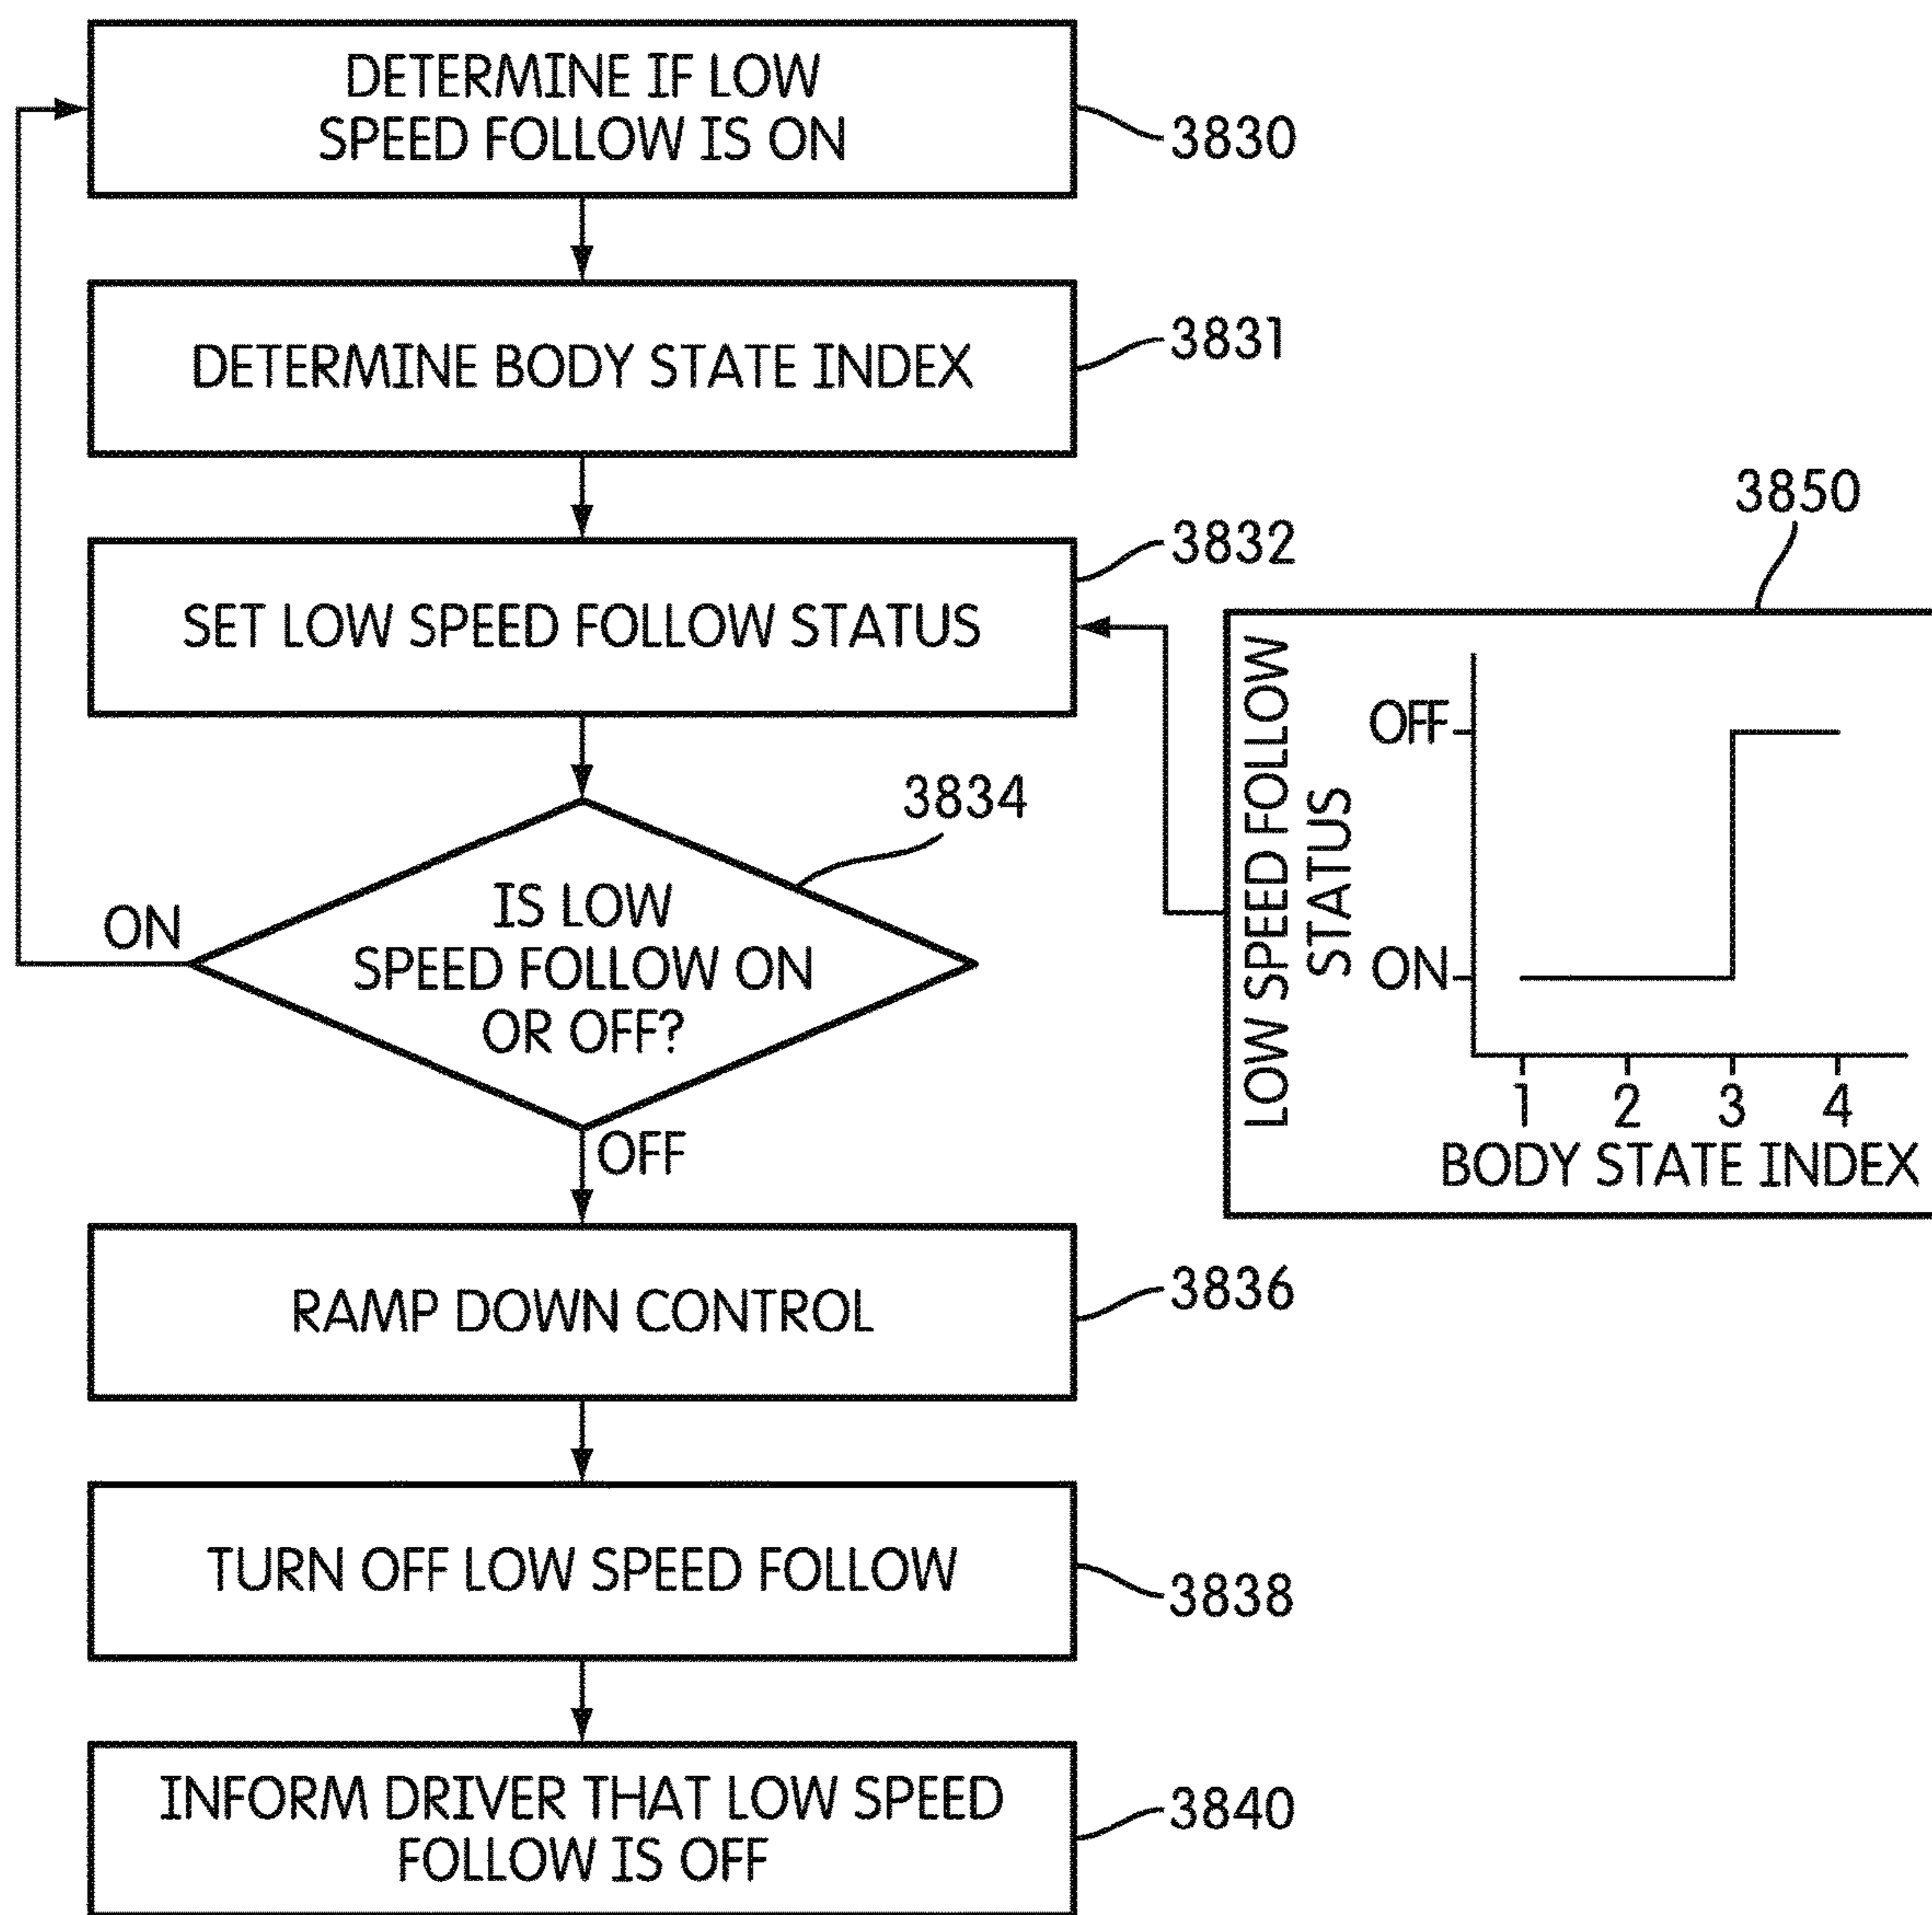 DETERMINE IF LOW
SPEED FOLLOW IS ON
3830
DETERMINE BODY STATE INDEX
3831
SET LOW SPEED FOLLOW STATUS
3832
3834
IS LOW
SPEED FOLLOW ON
OR OFF?
ON
OFF
RAMP DOWN CONTROL
3836
TURN OFF LOW SPEED FOLLOW
3838
INFORM DRIVER THAT LOW SPEED
FOLLOW IS OFF
3840
3850
LOW SPEED FOLLOW
STATUS
OFF
ON
1 2 3 4
BODY STATE INDEX